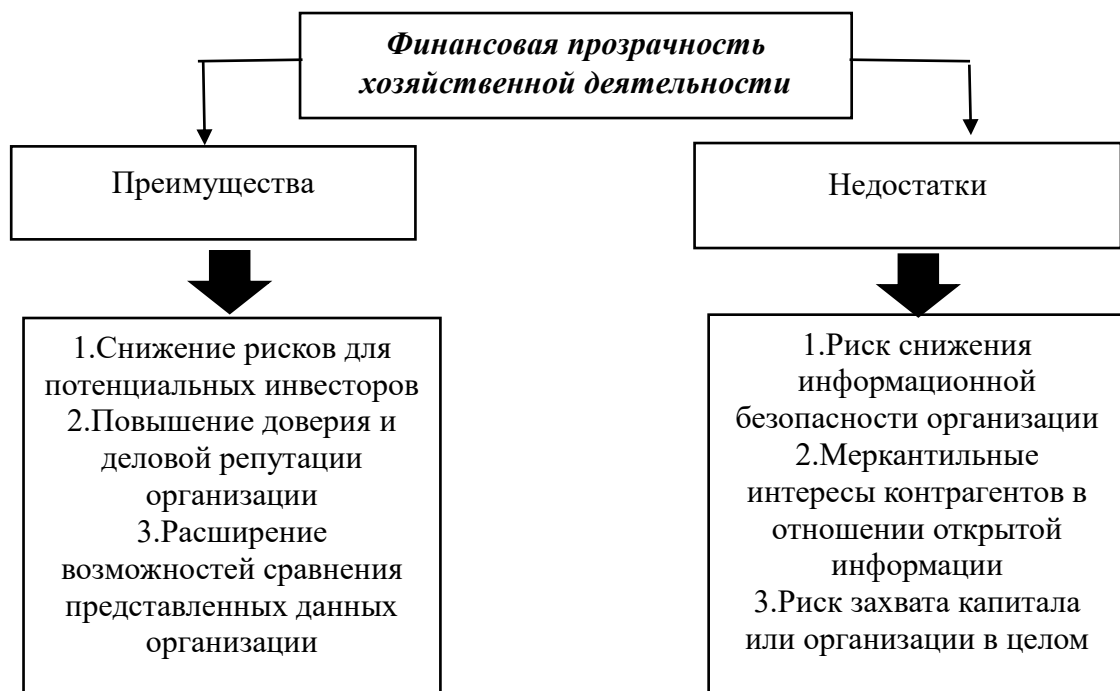 Финансовая прозрачность
хозяйственной деятельности
Преимущества
Недостатки
1.Снижение рисков для
потенциальных инвесторов
2.Повышение доверия и
деловой репутации
организации
3.Расширение
возможностей сравнения
представленных данных
организации
1.Риск снижения
информационной
безопасности организации
2.Меркантильные
интересы контрагентов в
отношении открытой
информации
3.Риск захвата капитала
или организации в целом